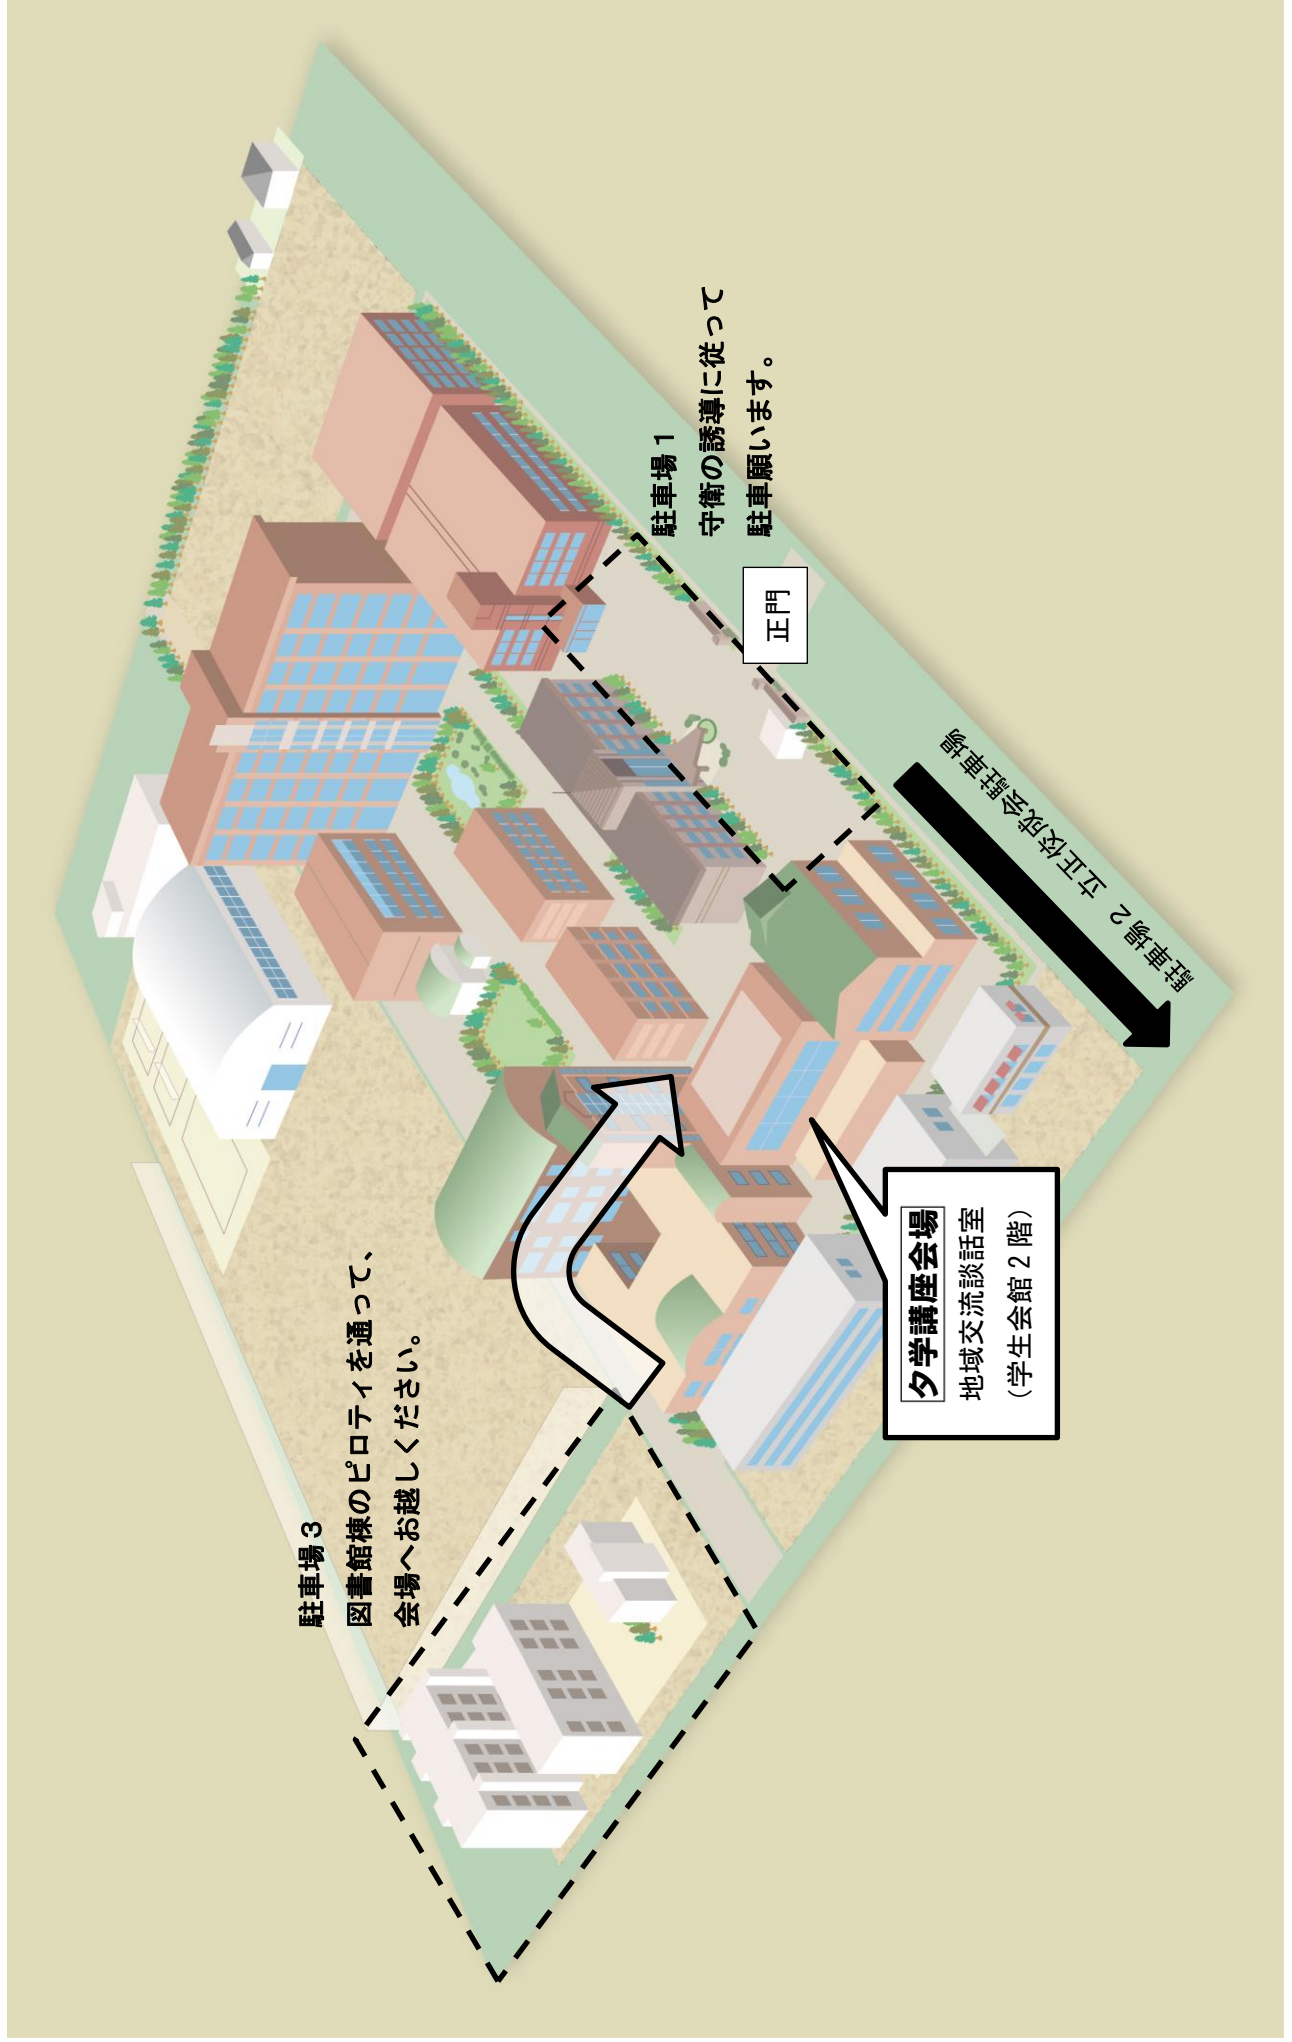 駐車場３
図書館棟のピロティを通って、
会場へお越しください。
駐車場１
守衛の誘導に従って
駐車願います。
正門
駐車場２ 立正佼成会駐車場
夕学講座会場
地域交流談話室
（学生会館２階）